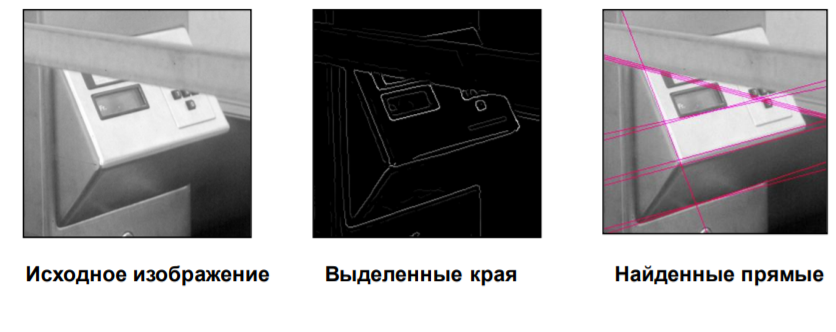 Исходное изображение
Выделенные края
Найденные прямые